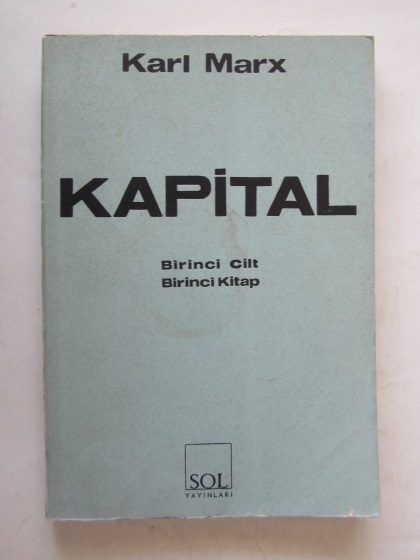 Karl Marx
KAPİTAL
Birinci Cilt
Birinci Kitap
SOL
YAYINLARI